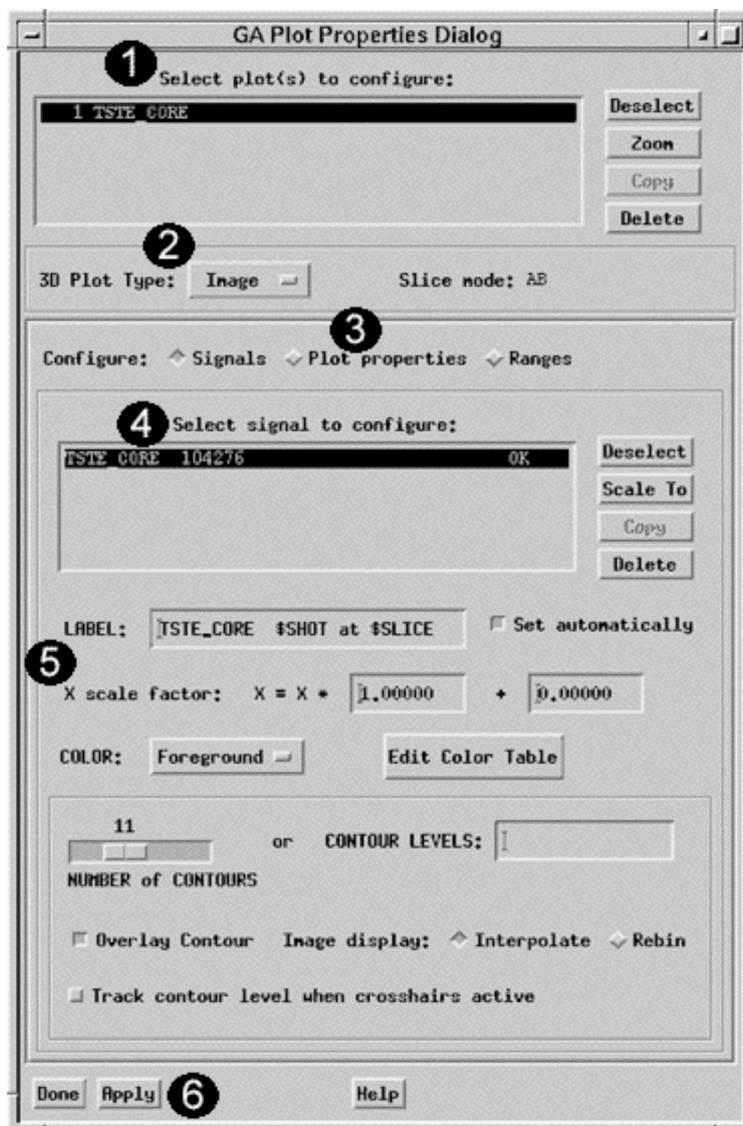 GA Plot Properties Dialog
1 Select plot(s) to configure:
1 TSTE_CORE
Deselect
Zoom
Copy
Delete
2
3D Plot Type: Image Slice mode: AB
3
Configure: Signals Plot properties Ranges
4 Select signal to configure:
TSTE_CORE 104276 OK
Deselect
Scale To
Copy
Delete
LABEL: TSTE_CORE $SHOT at $SLICE Set automatically
5
X scale factor: X = X * 1.00000 + 0.00000
COLOR: Foreground Edit Color Table
11
or CONTOUR LEVELS:
NUMBER of CONTOURS
Overlay Contour Image display: Interpolate Rebin
Track contour level when crosshairs active
Done Apply 6 Help